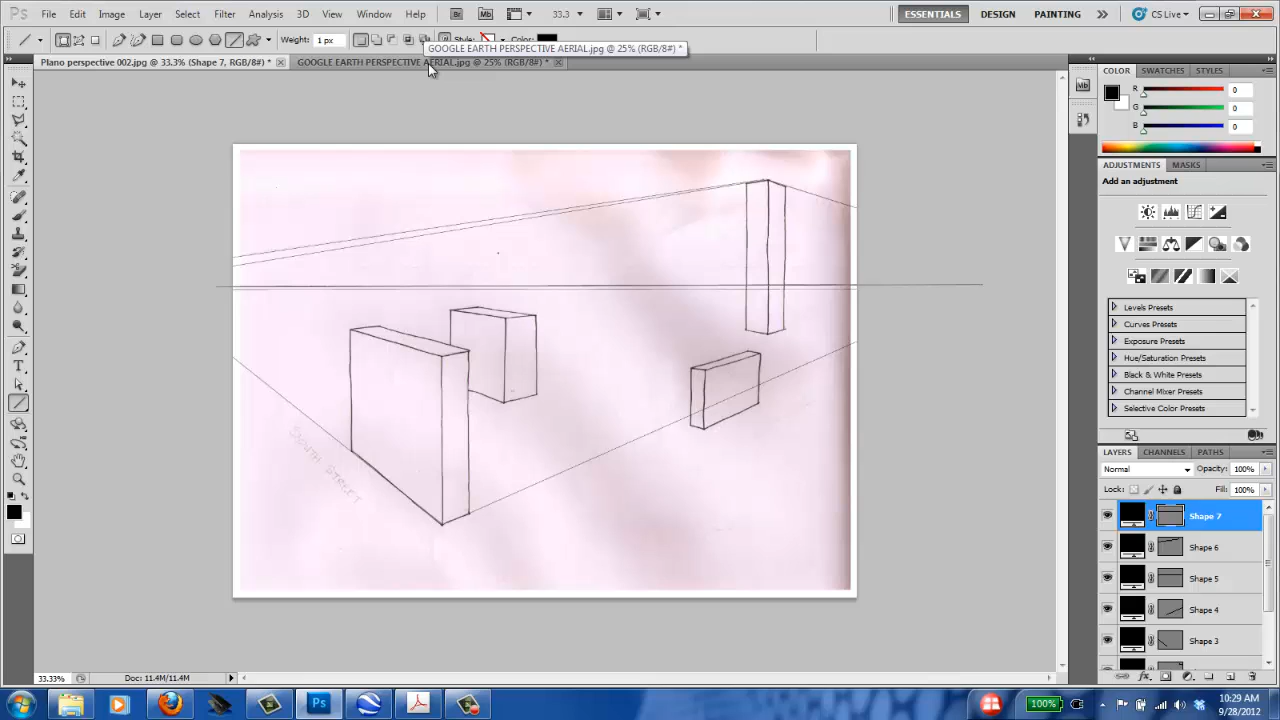 Ps File Edit Image Layer Select Filter Analysis 3D View Window Help Br Mb 33.3 ESSENTIALS DESIGN PAINTING CS Live
Weight: 1 px Style: Color:
GOOGLE EARTH PERSPECTIVE AERIAL.jpg @ 25% (RGB/8#) *
Plano perspective 002.jpg @ 33.3% (Shape 7, RGB/8#) * GOOGLE EARTH PERSPECTIVE AERIAL.jpg @ 25% (RGB/8#) *
COLOR SWATCHES STYLES
Mb
R 0
G 0
B 0
ADJUSTMENTS MASKS
Add an adjustment
Levels Presets
Curves Presets
Exposure Presets
Hue/Saturation Presets
Black & White Presets
Channel Mixer Presets
Selective Color Presets
LAYERS CHANNELS PATHS
Normal Opacity: 100%
Lock: Fill: 100%
Shape 7
Shape 6
Shape 5
Shape 4
Shape 3
T
33.33% Doc: 11.4M/11.4M
Ps 100% 10:29 AM
9/28/2012